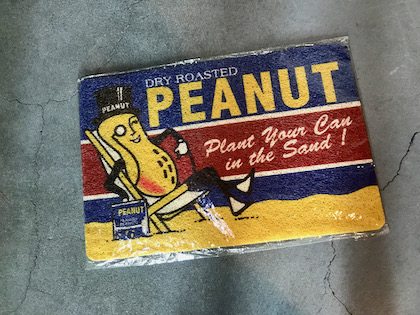 DRY ROASTED
PEANUT
PEANUT
Plant Your Can
in the Sand!
PEANUT